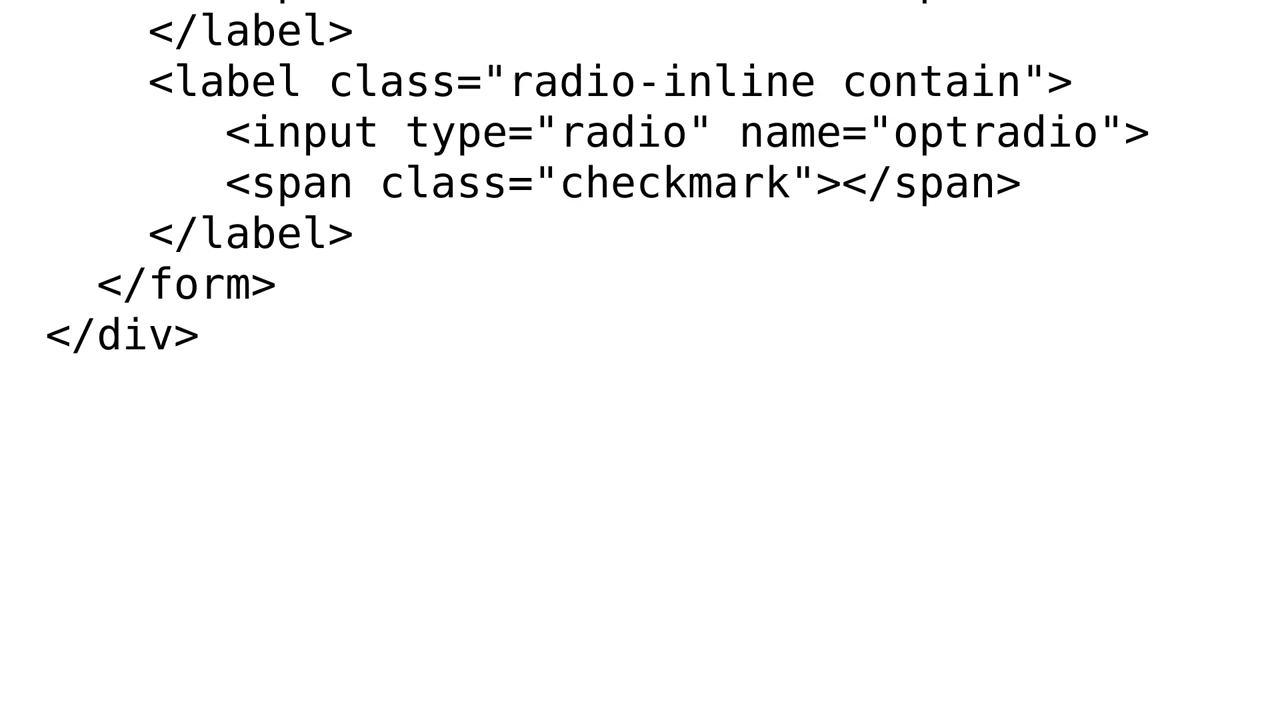 </label>
<label class="radio-inline contain">
<input type="radio" name="optradio">
<span class="checkmark"></span>
</label>
</form>
</div>